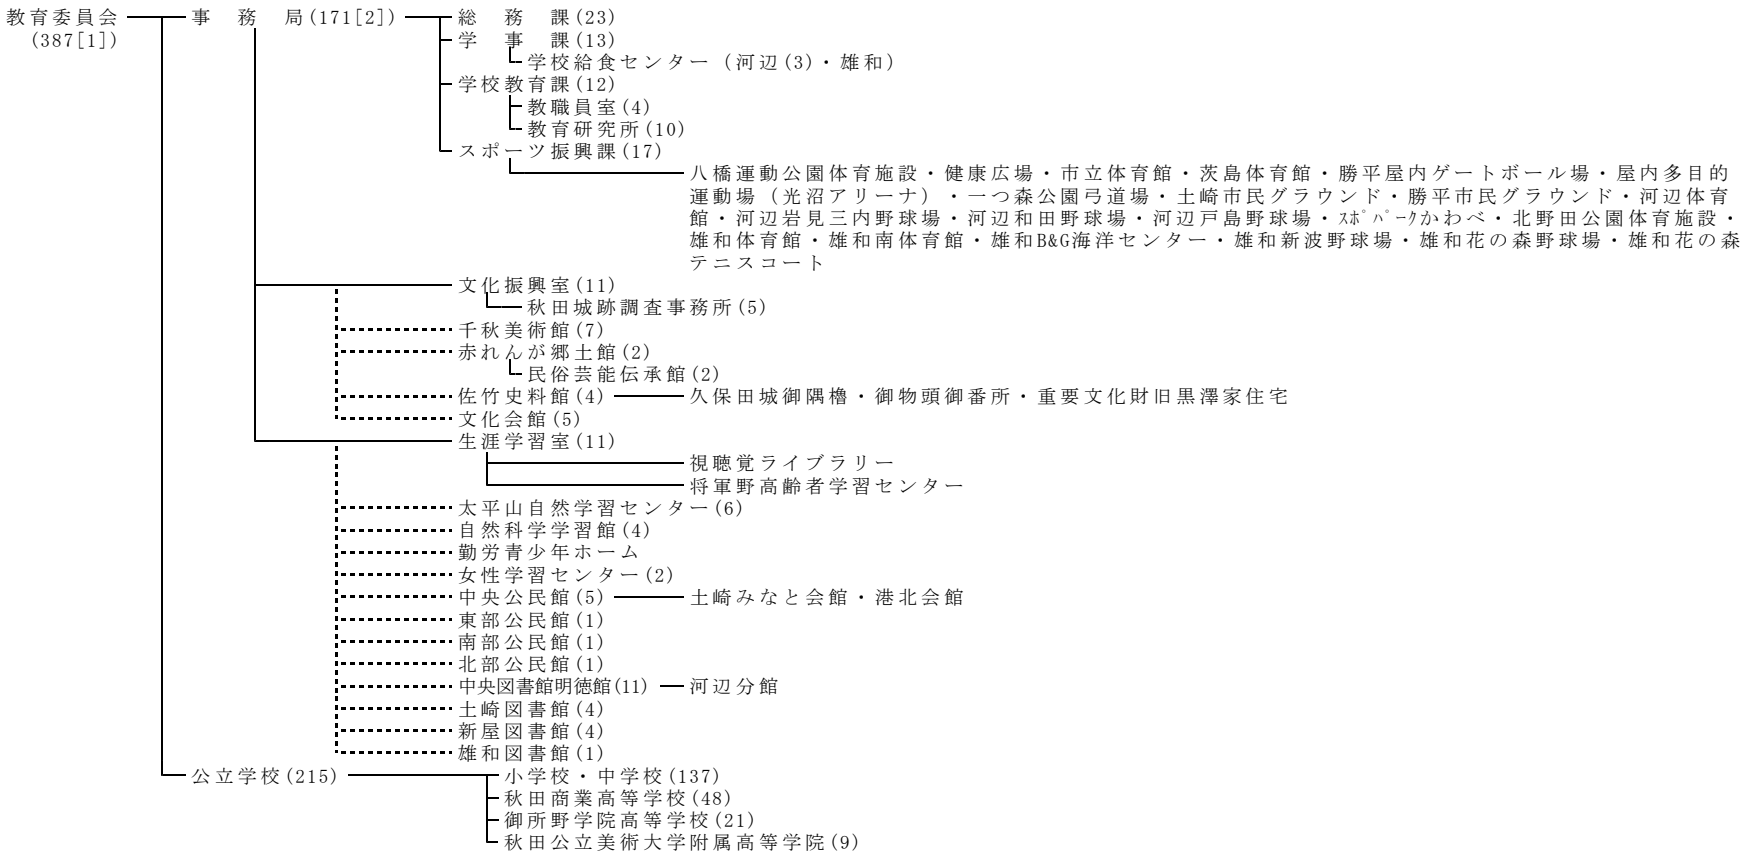 教育委員会 事務局(171[2]) 総務課(23)
(387[1]) 学事課(13)
学校給食センター（河辺(3)・雄和）
学校教育課(12)
教職員室(4)
教育研究所(10)
スポーツ振興課(17)
八橋運動公園体育施設・健康広場・市立体育館・茨島体育館・勝平屋内ゲートボール場・屋内多目的
運動場（光沼アリーナ）・一つ森公園弓道場・土崎市民グラウンド・勝平市民グラウンド・河辺体育
館・河辺岩見三内野球場・河辺和田野球場・河辺戸島野球場・ｽﾎﾟﾊﾟｰｸかわべ・北野田公園体育施設・
雄和体育館・雄和南体育館・雄和B&G海洋センター・雄和新波野球場・雄和花の森野球場・雄和花の森
テニスコート
文化振興室(11)
秋田城跡調査事務所(5)
千秋美術館(7)
赤れんが郷土館(2)
民俗芸能伝承館(2)
佐竹史料館(4) 久保田城御隅櫓・御物頭御番所・重要文化財旧黒澤家住宅
文化会館(5)
生涯学習室(11)
視聴覚ライブラリー
将軍野高齢者学習センター
太平山自然学習センター(6)
自然科学学習館(4)
勤労青少年ホーム
女性学習センター(2)
中央公民館(5) 土崎みなと会館・港北会館
東部公民館(1)
南部公民館(1)
北部公民館(1)
中央図書館明徳館(11) 河辺分館
土崎図書館(4)
新屋図書館(4)
雄和図書館(1)
公立学校(215) 小学校・中学校(137)
秋田商業高等学校(48)
御所野学院高等学校(21)
秋田公立美術大学附属高等学院(9)